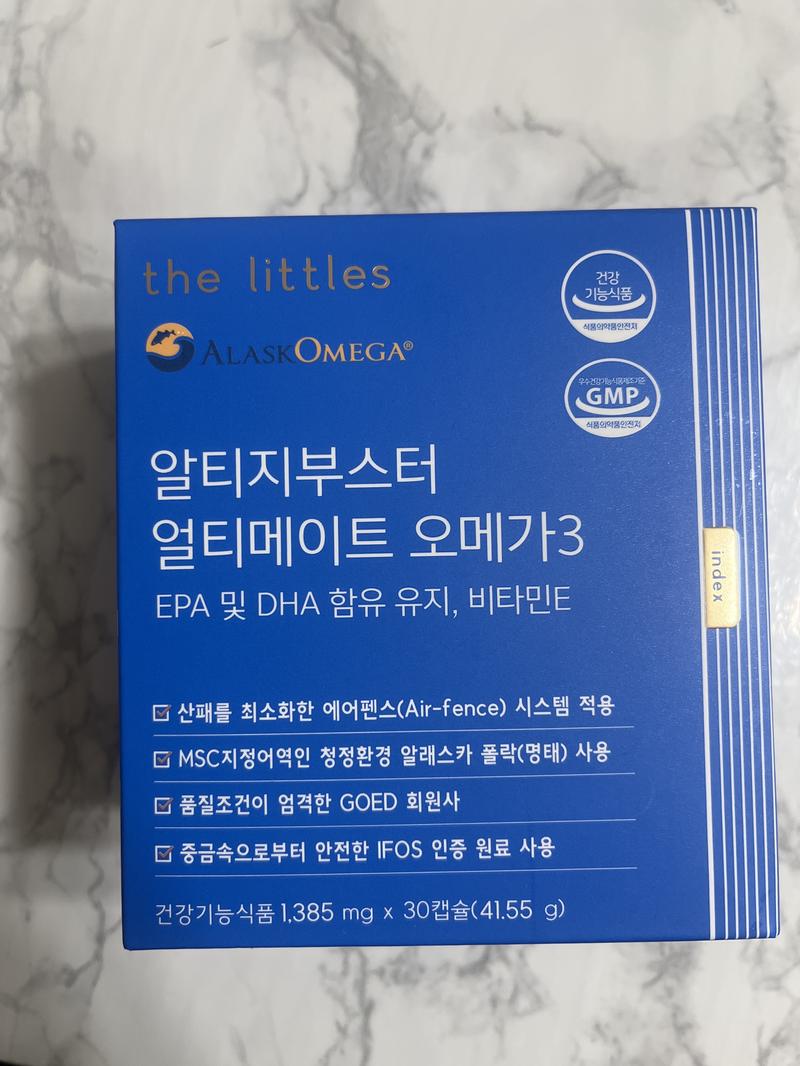 the littles
ALASKOMEGA®
건강
기능식품
식품의약품안전처
우수건강기능식품제조기준
GMP
식품의약품안전처
알티지부스터
얼티메이트 오메가3
EPA 및 DHA 함유 유지, 비타민E
index
산패를 최소화한 에어펜스(Air-fence) 시스템 적용
MSC지정어역인 청정환경 알래스카 폴락(명태) 사용
품질조건이 엄격한 GOED 회원사
중금속으로부터 안전한 IFOS 인증 원료 사용
건강기능식품 1,385 mg x 30캡슐(41.55 g)